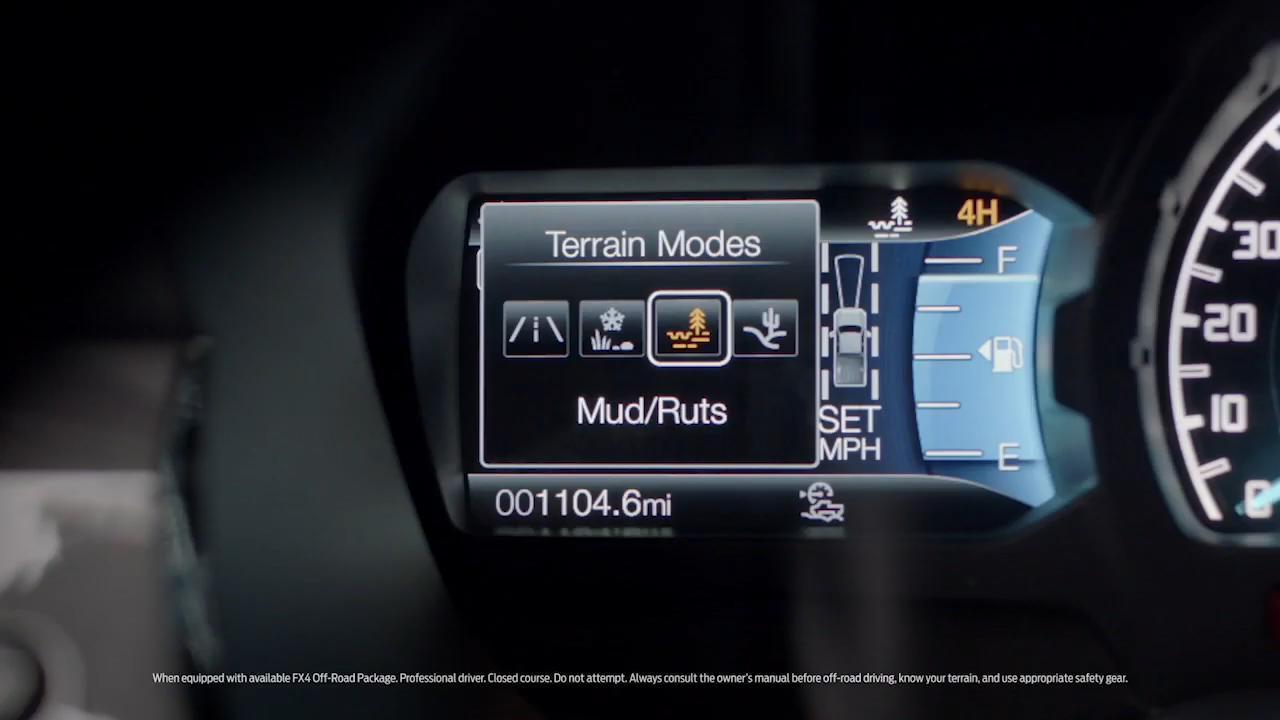 Terrain Modes
Mud/Ruts
001104.6mi
4H
F
E
SET
MPH
30
20
10
0
When equipped with available FX4 Off-Road Package. Professional driver. Closed course. Do not attempt. Always consult the owner's manual before off-road driving, know your terrain, and use appropriate safety gear.